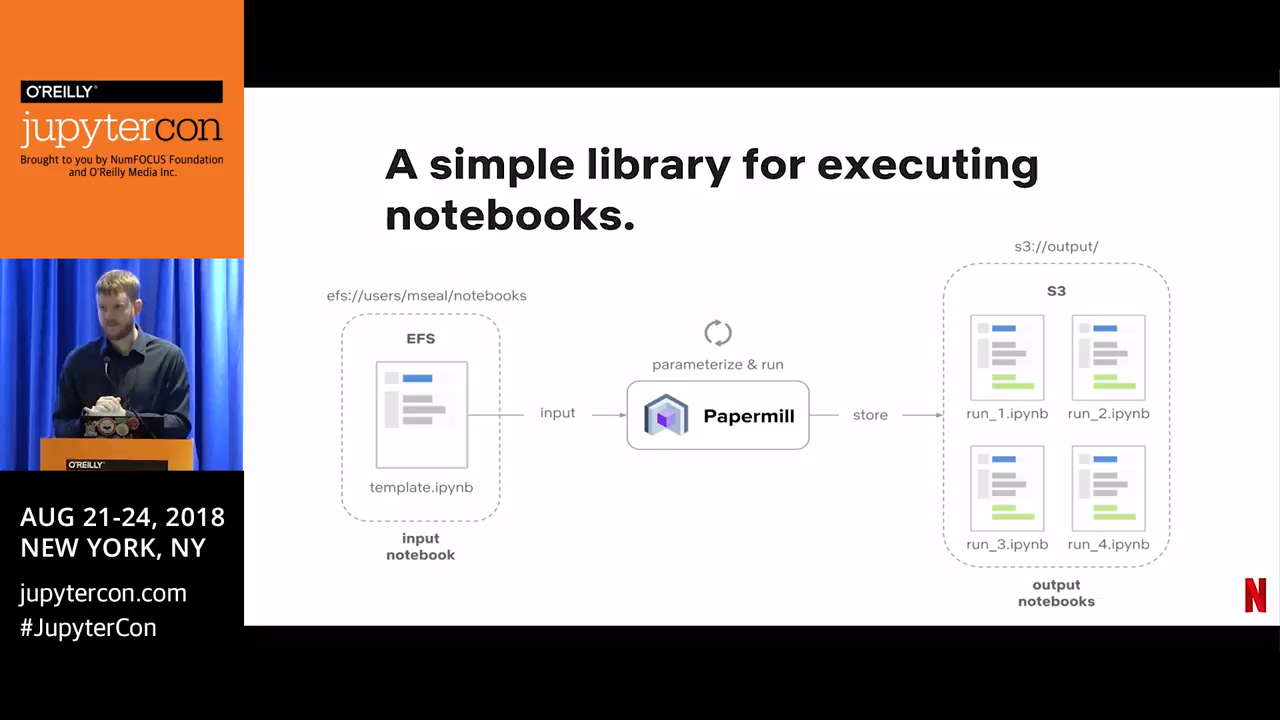 O'REILLY®
jupytercon
Brought to you by NumFOCUS Foundation
and O'Reilly Media Inc.
O'REILLY®
AUG 21-24, 2018
NEW YORK, NY
jupytercon.com
#JupyterCon
A simple library for executing
notebooks.
efs://users/mseal/notebooks
EFS
template.ipynb
input
notebook
input
parameterize & run
Papermill
store
s3://output/
S3
run_1.ipynb
run_2.ipynb
run_3.ipynb
run_4.ipynb
output
notebooks
N